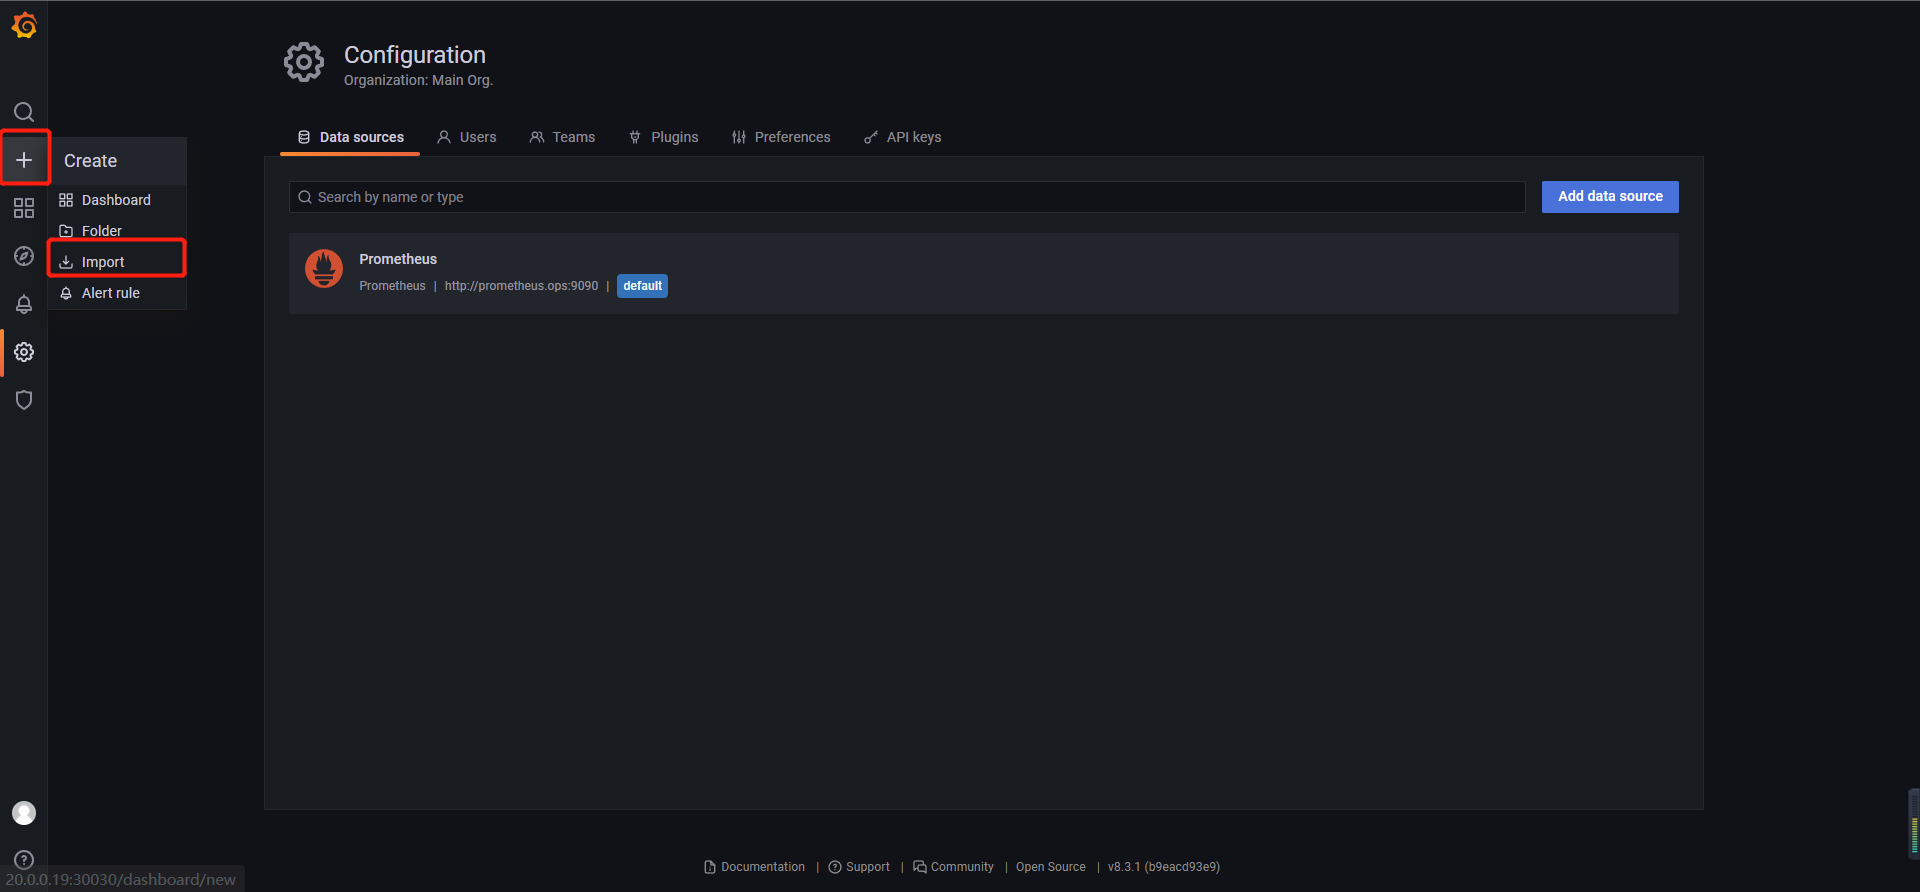 Configuration
Organization: Main Org.
Data sources Users Teams Plugins Preferences API keys
Create
Dashboard
Folder
Import
Alert rule
Search by name or type
Add data source
Prometheus
Prometheus | http://prometheus.ops:9090 | default
Documentation | Support | Community | Open Source | v8.3.1 (b9eacd93e9)
20.0.0.19:30030/dashboard/new